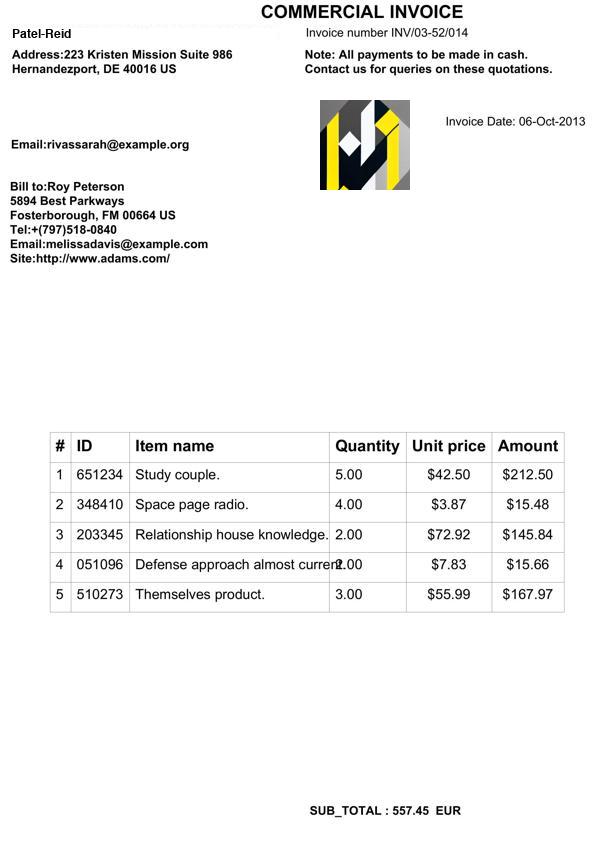 COMMERCIAL INVOICE
Patel-Reid
Invoice number INV/03-52/014
Address:223 Kristen Mission Suite 986
Hernandezport, DE 40016 US
Note: All payments to be made in cash.
Contact us for queries on these quotations.
Invoice Date: 06-Oct-2013
Email:rivassarah@example.org
Bill to:Roy Peterson
5894 Best Parkways
Fosterborough, FM 00664 US
Tel:+(797)518-0840
Email:melissadavis@example.com
Site:http://www.adams.com/
# ID Item name Quantity Unit price Amount
1 651234 Study couple. 5.00 $42.50 $212.50
2 348410 Space page radio. 4.00 $3.87 $15.48
3 203345 Relationship house knowledge. 2.00 $72.92 $145.84
4 051096 Defense approach almost current. 2.00 $7.83 $15.66
5 510273 Themselves product. 3.00 $55.99 $167.97
SUB_TOTAL : 557.45 EUR